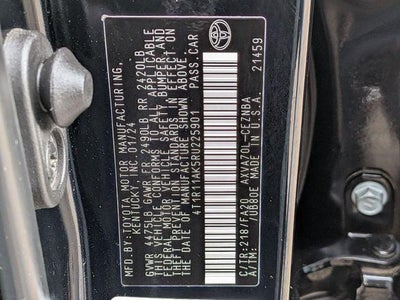 MFD. BY:TOYOTA MOTOR MANUFACTURING,
KENTUCKY, INC. 01/24
GVWR 4475LB GAWR FR 2490LB RR 2420LB
THIS VEHICLE CONFORMS TO ALL APPLICABLE
FEDERAL MOTOR VEHICLE SAFETY, BUMPER, AND
THEFT PREVENTION STANDARDS IN EFFECT ON
THE DATE OF MANUFACTURE SHOWN ABOVE.
4T1R11AK5RU225901 PASS.CAR
C/TR:218/FA20 AXVA70L-CEZNBA
A/TM: 7UB80E MADE IN U.S.A. 21459